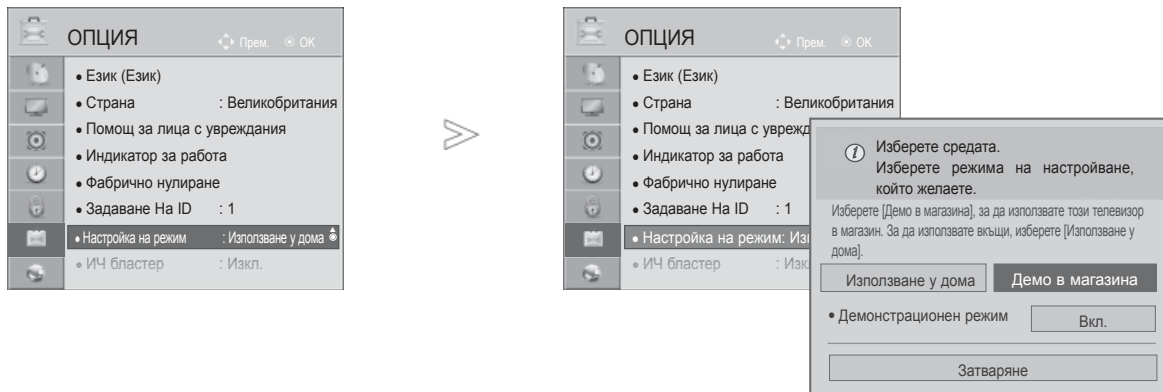 ОПЦИЯ
Прем. OK
• Език (Език)
• Страна : Великобритания
• Помощ за лица с увреждания
• Индикатор за работа
• Фабрично нулиране
• Задаване На ID : 1
• Настройка на режим : Използване у дома
• ИЧ бластер : Изкл.
ОПЦИЯ
Прем. OK
• Език (Език)
• Страна : Великобритания
• Помощ за лица с уврежд
• Индикатор за работа
• Фабрично нулиране
• Задаване На ID : 1
• Настройка на режим: Изп
• ИЧ бластер : Изк
Изберете средата.
Изберете режима на настройване,
който желаете.
Изберете [Демо в магазина], за да използвате този телевизор
в магазин. За да използвате вкъщи, изберете [Използване у
дома].
Използване у дома Демо в магазина
• Демонстрационен режим Вкл.
Затваряне